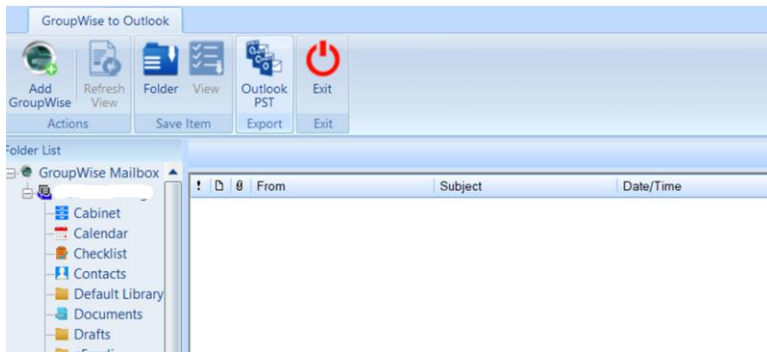 GroupWise to Outlook
Add GroupWise
Refresh View
Folder
View
Outlook PST
Exit
Actions
Save Item
Export
Exit
Folder List
GroupWise Mailbox
! From Subject Date/Time
Cabinet
Calendar
Checklist
Contacts
Default Library
Documents
Drafts